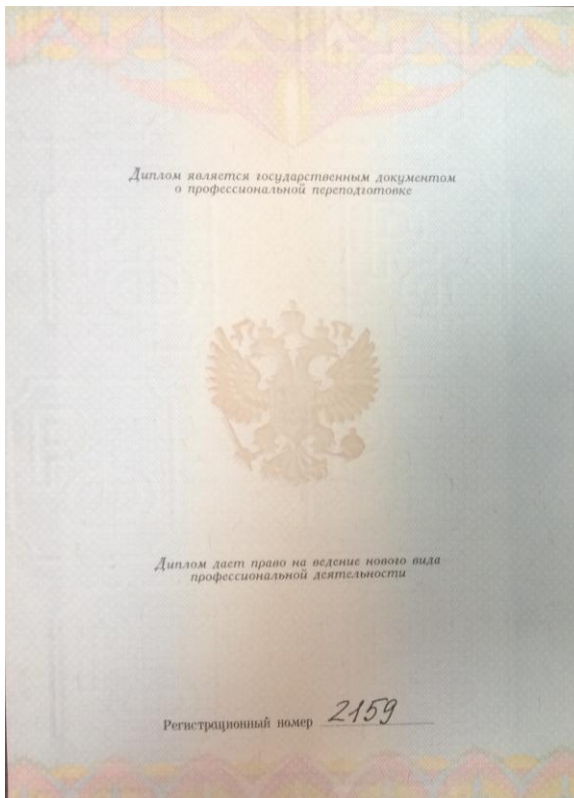 Диплом является государственным документом
о профессиональной переподготовке
Диплом дает право на ведение нового вида
профессиональной деятельности
Регистрационный номер 2159